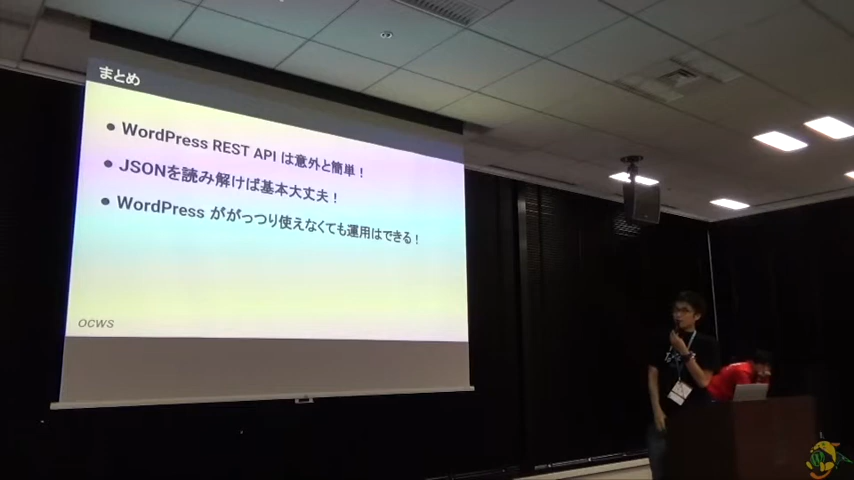 まとめ
● WordPress REST API は意外と簡単！
● JSONを読み解ければ基本大丈夫！
● WordPress ががっつり使えなくても運用はできる！
OCWS